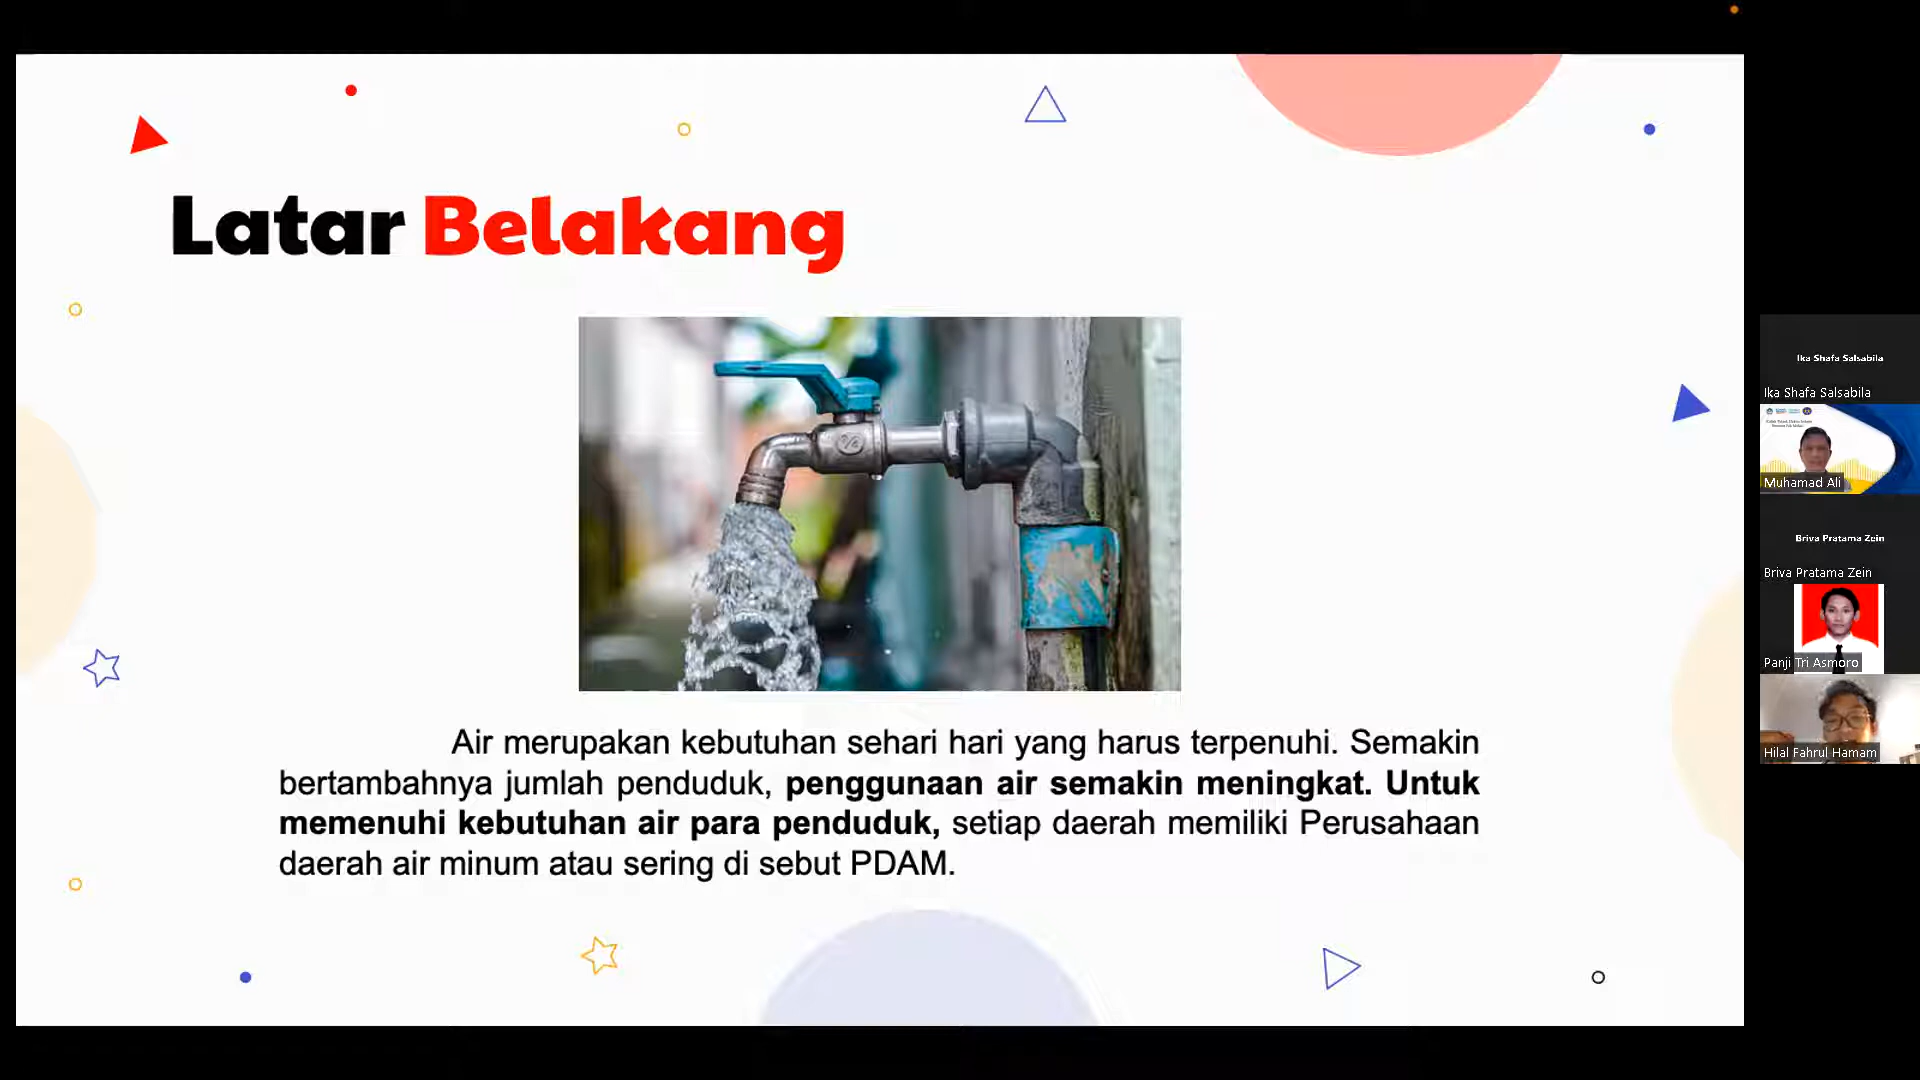 Latar Belakang
Air merupakan kebutuhan sehari hari yang harus terpenuhi. Semakin
bertambahnya jumlah penduduk, penggunaan air semakin meningkat. Untuk
memenuhi kebutuhan air para penduduk, setiap daerah memiliki Perusahaan
daerah air minum atau sering di sebut PDAM.
Ika Shafa Salsabila
Ika Shafa Salsabila
Muhamad Ali
Briva Pratama Zein
Briva Pratama Zein
Panji Tri Asmoro
Hilal Fahrul Hamam